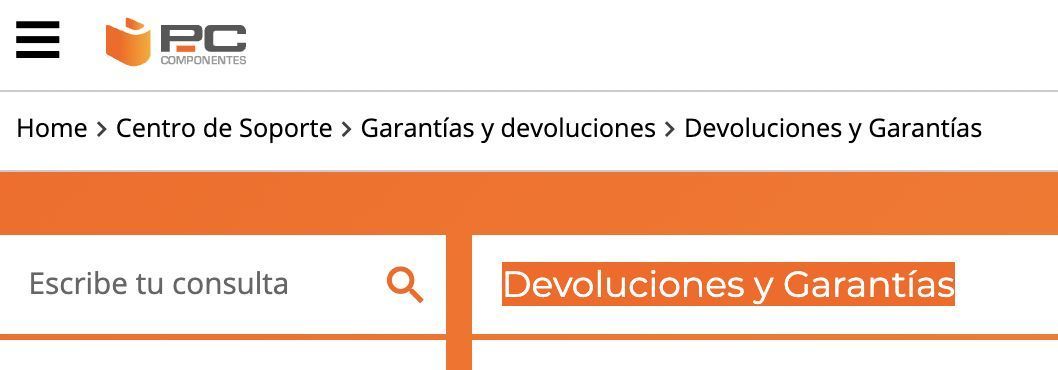 PC
COMPONENTES
Home > Centro de Soporte > Garantías y devoluciones > Devoluciones y Garantías
Escribe tu consulta
Devoluciones y Garantías